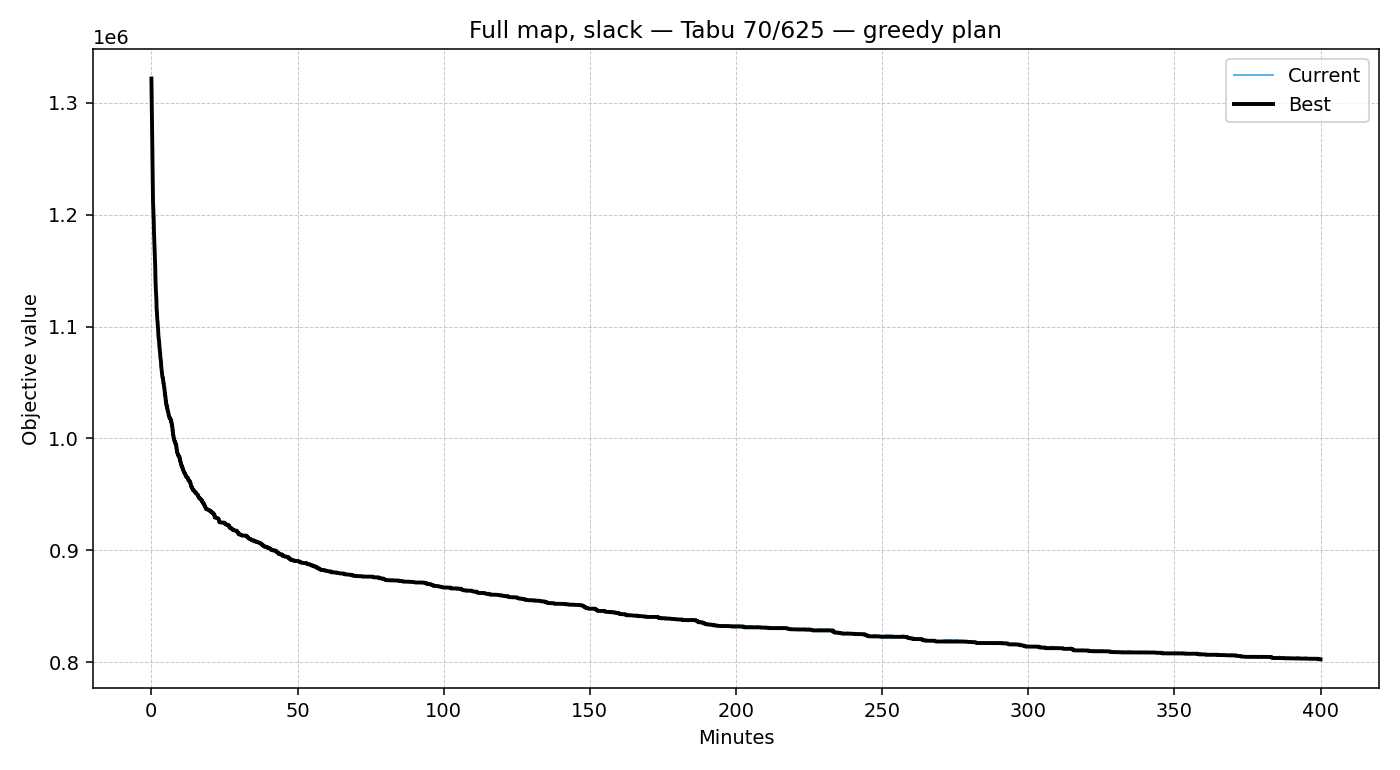 Full map, slack — Tabu 70/625 — greedy plan
1e6
Current
Best
1.3
1.2
1.1
1.0
0.9
0.8
Objective value
0 50 100 150 200 250 300 350 400
Minutes